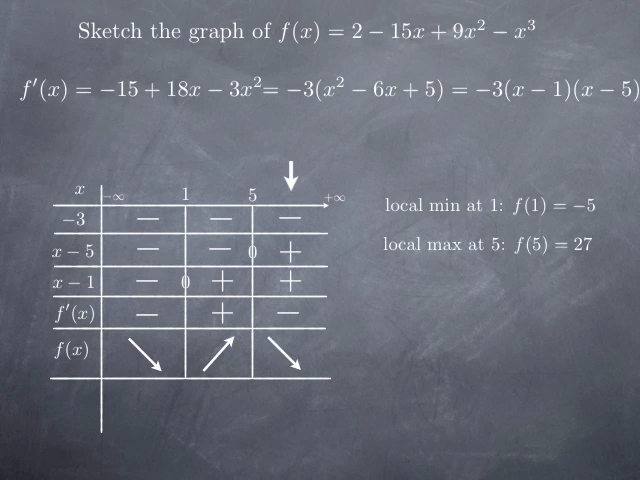 Sketch the graph of f(x) = 2 − 15x + 9x² − x³
f′(x) = −15 + 18x − 3x² = −3(x² − 6x + 5) = −3(x − 1)(x − 5)
x −∞ 1 5 +∞
−3 − − −
x − 5 − − 0 +
x − 1 − 0 + +
f′(x) − + −
f(x) ↘ ↗ ↘
local min at 1: f(1) = −5
local max at 5: f(5) = 27